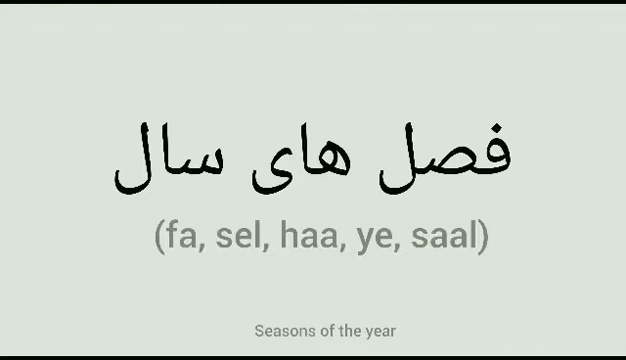 فصل های سال
(fa, sel, haa, ye, saal)
Seasons of the year